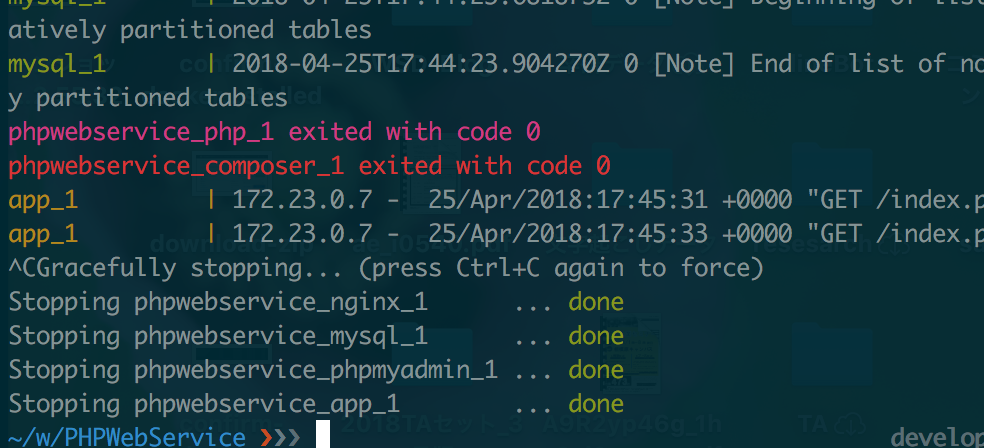 mysql_1 | 2018-04-25T17:44:23.681875Z 0 [Note] Beginning of list
atively partitioned tables
mysql_1 | 2018-04-25T17:44:23.904270Z 0 [Note] End of list of no
y partitioned tables
phpwebservice_php_1 exited with code 0
phpwebservice_composer_1 exited with code 0
app_1 | 172.23.0.7 - 25/Apr/2018:17:45:31 +0000 "GET /index.p
app_1 | 172.23.0.7 - 25/Apr/2018:17:45:33 +0000 "GET /index.p
^CGracefully stopping... (press Ctrl+C again to force)
Stopping phpwebservice_nginx_1 ... done
Stopping phpwebservice_mysql_1 ... done
Stopping phpwebservice_phpmyadmin_1 ... done
Stopping phpwebservice_app_1 ... done
~/w/PHPWebService ❯❯❯ develop